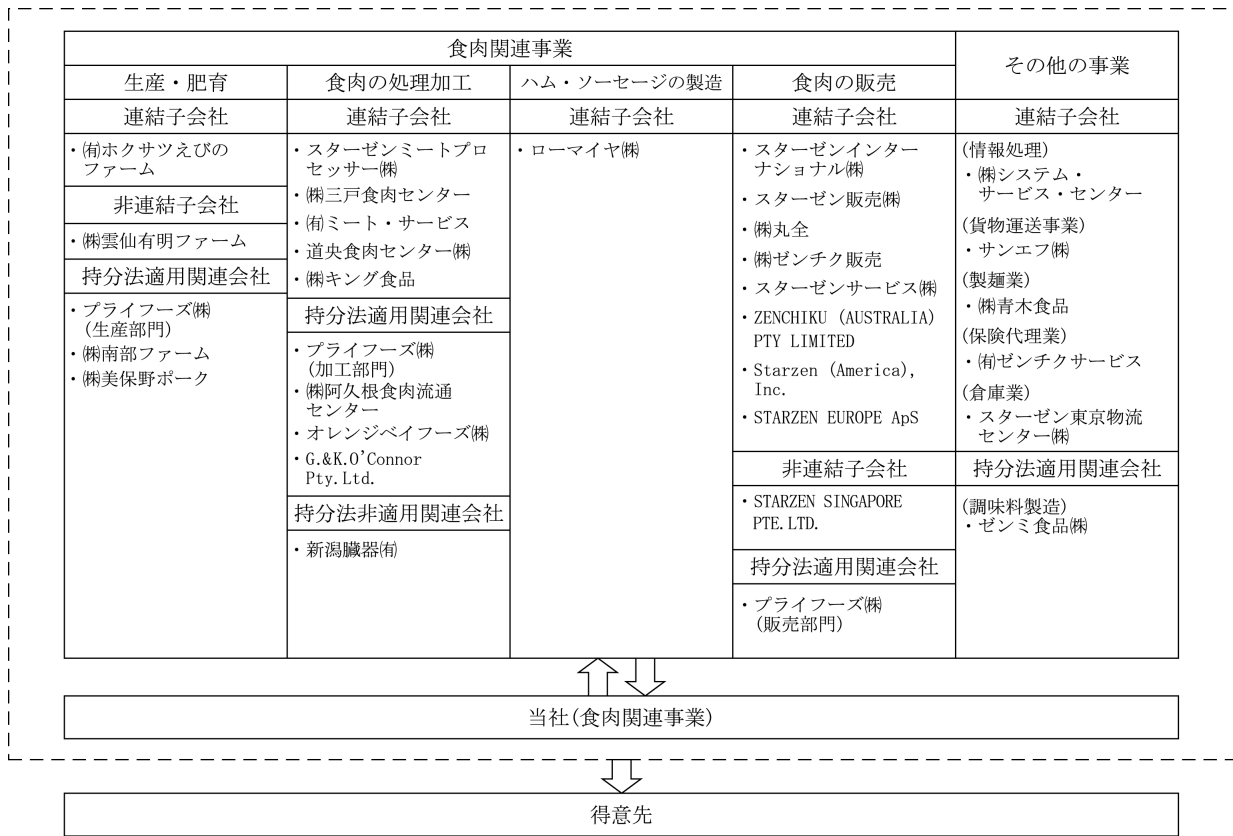 食肉関連事業
その他の事業
生産・肥育
食肉の処理加工
ハム・ソーセージの製造
食肉の販売
連結子会社
・㈲ホクサツえびの
ファーム
非連結子会社
・㈱雲仙有明ファーム
持分法適用関連会社
・プライフーズ㈱
(生産部門)
・㈱南部ファーム
・㈱美保野ポーク
連結子会社
・スターゼンミートプロ
セッサー㈱
・㈱三戸食肉センター
・㈲ミート・サービス
・道央食肉センター㈱
・㈱キング食品
持分法適用関連会社
・プライフーズ㈱
(加工部門)
・㈱阿久根食肉流通
センター
・オレンジベイフーズ㈱
・G.&K.O'Connor
Pty.Ltd.
持分法非適用関連会社
・新潟臓器㈲
連結子会社
・ローマイヤ㈱
連結子会社
・スターゼンインター
ナショナル㈱
・スターゼン販売㈱
・㈱丸全
・㈱ゼンチク販売
・スターゼンサービス㈱
・ZENCHIKU (AUSTRALIA)
PTY LIMITED
・Starzen (America),
Inc.
・STARZEN EUROPE ApS
非連結子会社
・STARZEN SINGAPORE
PTE.LTD.
持分法適用関連会社
・プライフーズ㈱
(販売部門)
連結子会社
(情報処理)
・㈱システム・
サービス・センター
(貨物運送事業)
・サンエフ㈱
(製麺業)
・㈱青木食品
(保険代理業)
・㈲ゼンチクサービス
(倉庫業)
・スターゼン東京物流
センター㈱
持分法適用関連会社
(調味料製造)
・ゼンミ食品㈱
当社(食肉関連事業)
得意先